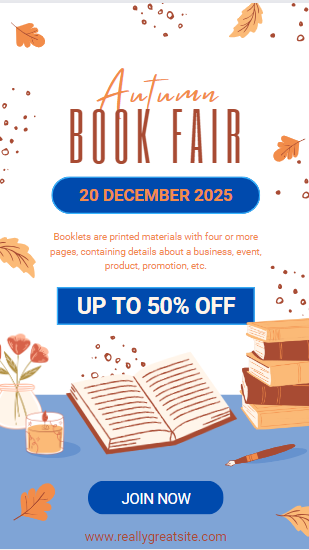 Autumn
BOOK FAIR
20 DECEMBER 2025
Booklets are printed materials with four or more
pages, containing details about a business, event,
product, promotion, etc.
UP TO 50% OFF
JOIN NOW
www.reallygreatsite.com